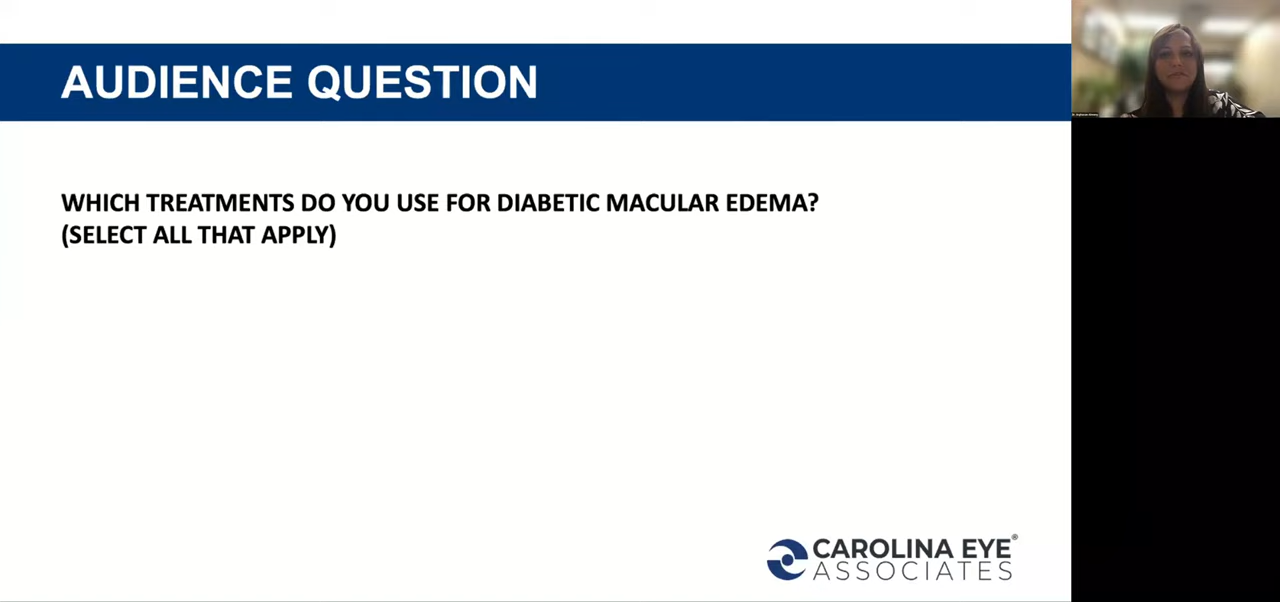 AUDIENCE QUESTION
WHICH TREATMENTS DO YOU USE FOR DIABETIC MACULAR EDEMA?
(SELECT ALL THAT APPLY)
CAROLINA EYE®
ASSOCIATES